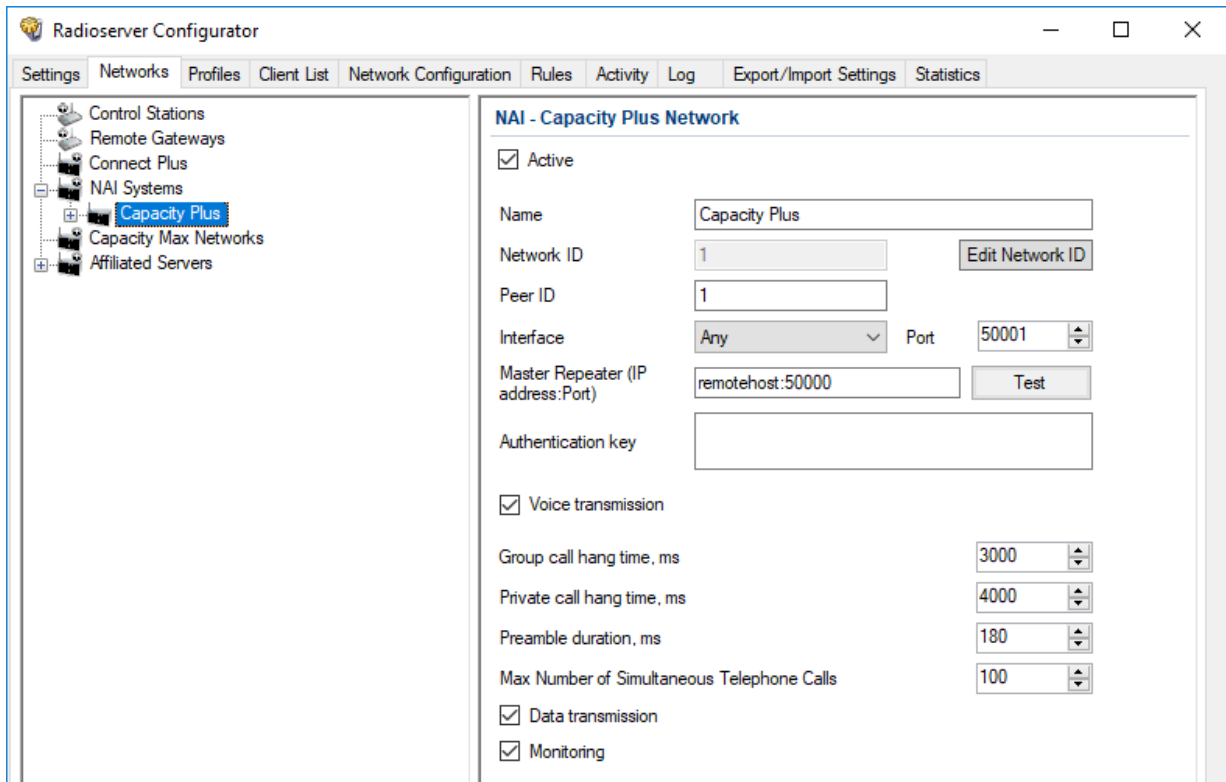 Radioserver Configurator
Settings Networks Profiles Client List Network Configuration Rules Activity Log Export/Import Settings Statistics
Control Stations
Remote Gateways
Connect Plus
NAI Systems
Capacity Plus
Capacity Max Networks
Affiliated Servers
NAI - Capacity Plus Network
Active
Name Capacity Plus
Network ID 1 Edit Network ID
Peer ID 1
Interface Any Port 50001
Master Repeater (IP
address:Port) remotehost:50000 Test
Authentication key
Voice transmission
Group call hang time, ms 3000
Private call hang time, ms 4000
Preamble duration, ms 180
Max Number of Simultaneous Telephone Calls 100
Data transmission
Monitoring